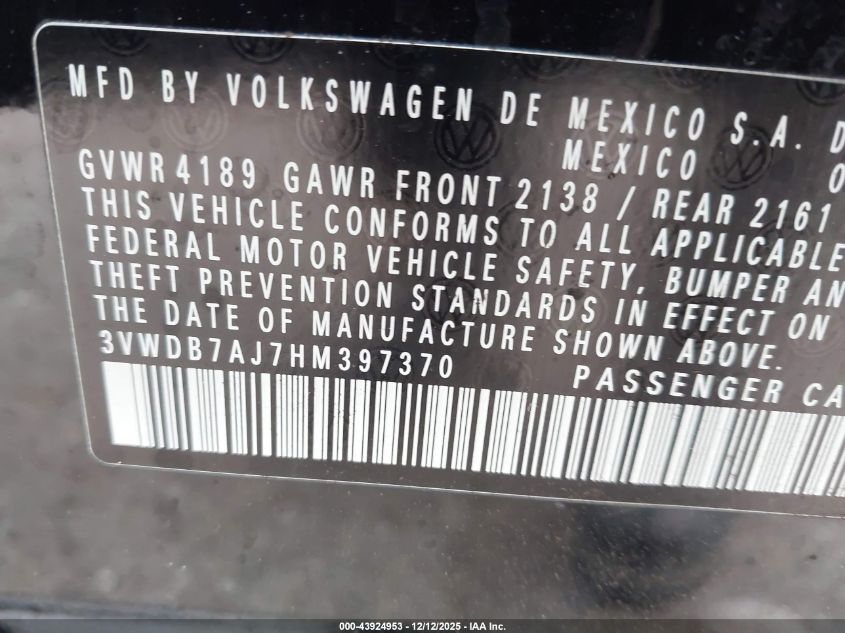 MFD BY VOLKSWAGEN DE MEXICO S.A. D
MEXICO 0
GVWR 4189 GAWR FRONT 2138 / REAR 2161
THIS VEHICLE CONFORMS TO ALL APPLICABLE
FEDERAL MOTOR VEHICLE SAFETY, BUMPER AN
THEFT PREVENTION STANDARDS IN EFFECT ON
THE DATE OF MANUFACTURE SHOWN ABOVE.
3VWDB7AJ7HM397370 PASSENGER CA
000-43924953 - 12/12/2025 - IAA Inc.